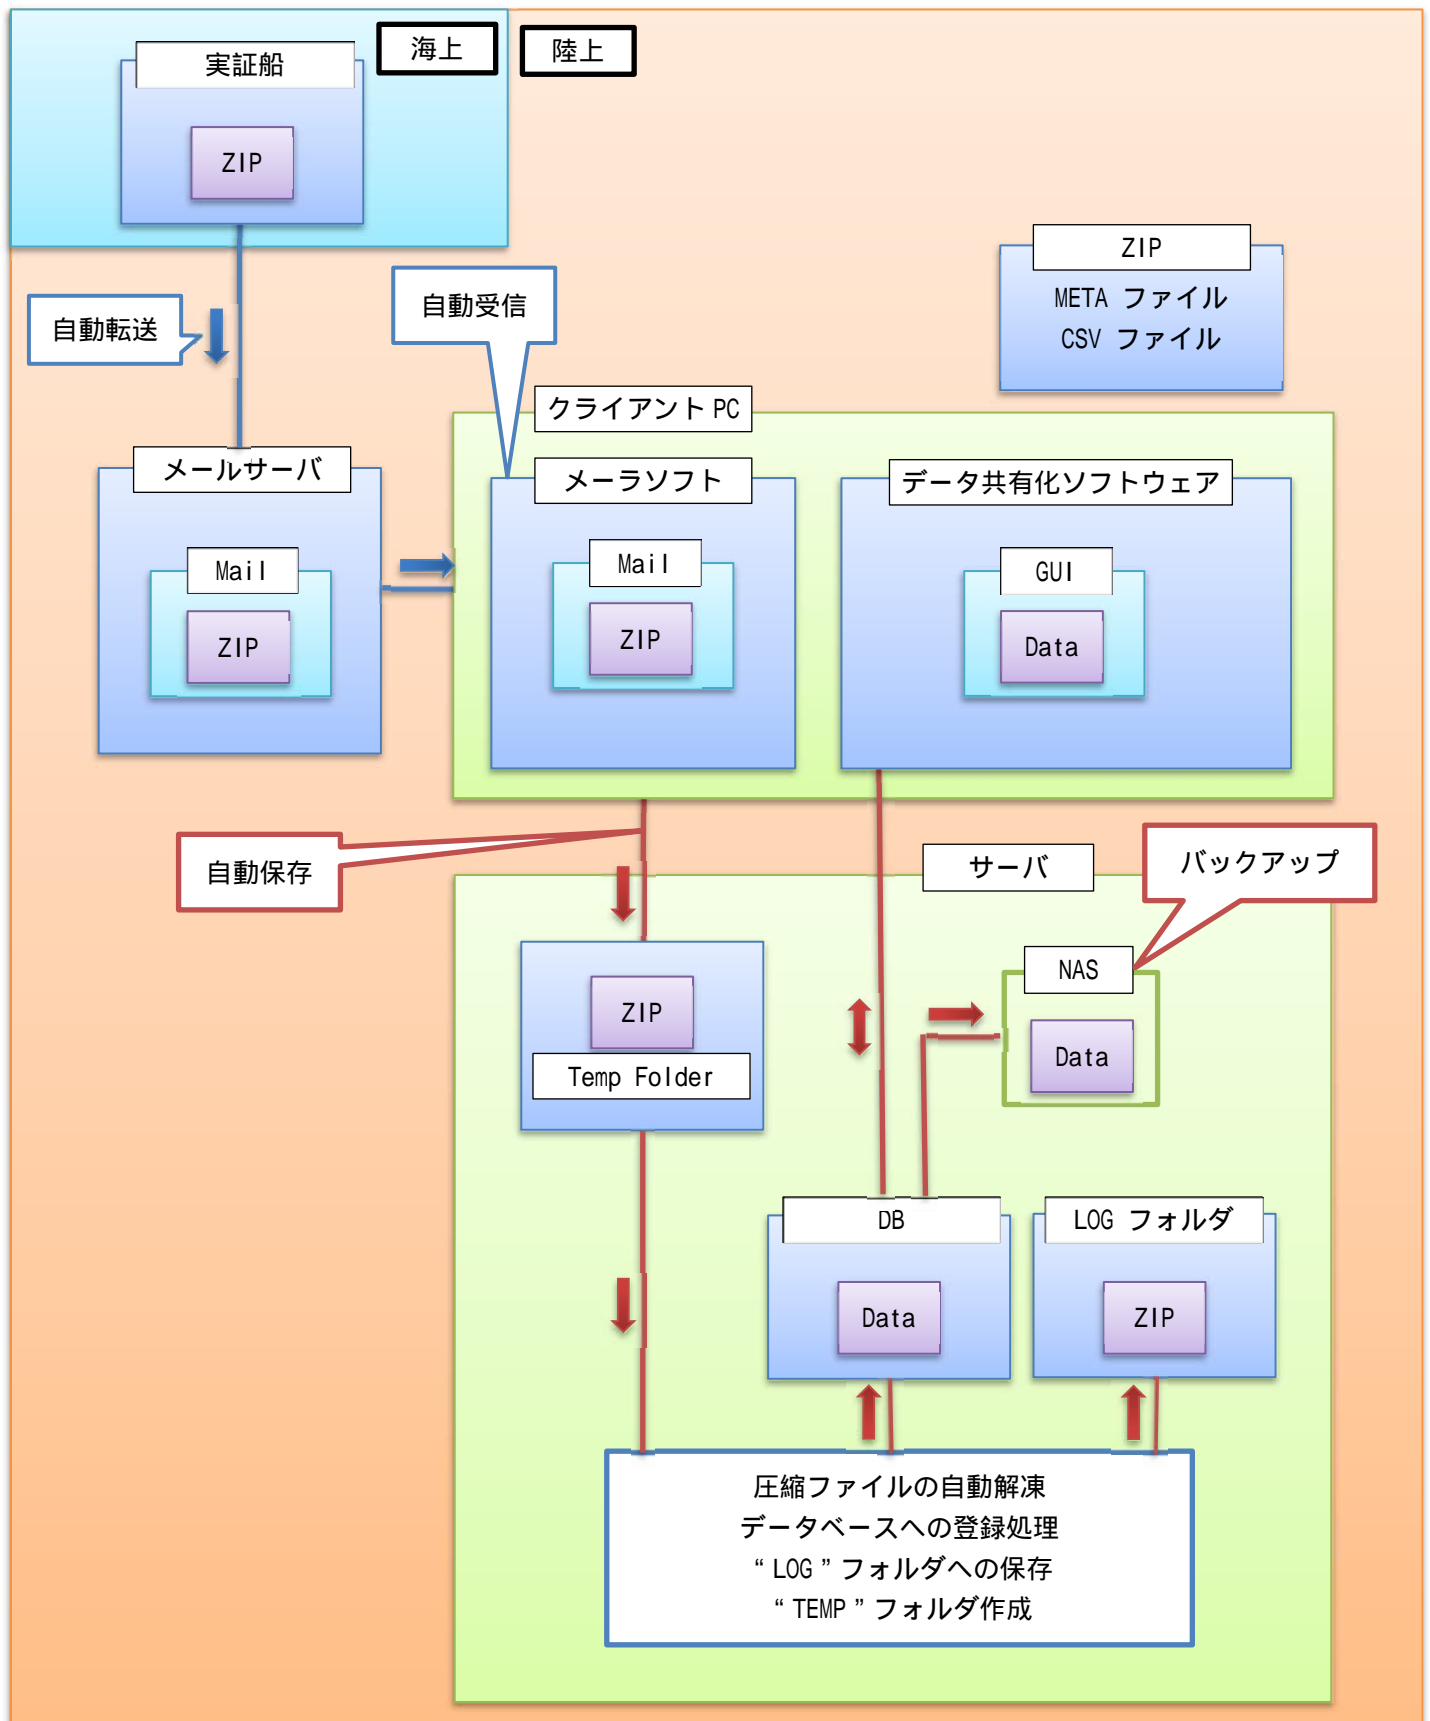 海上
陸上
実証船
ZIP
自動転送
自動受信
ZIP
META ファイル
CSV ファイル
クライアント PC
メールサーバ
Mail
ZIP
メーラソフト
Mail
ZIP
データ共有化ソフトウェア
GUI
Data
自動保存
サーバ
バックアップ
ZIP
Temp Folder
NAS
Data
DB
Data
LOG フォルダ
ZIP
圧縮ファイルの自動解凍
データベースへの登録処理
“LOG”フォルダへの保存
“TEMP”フォルダ作成